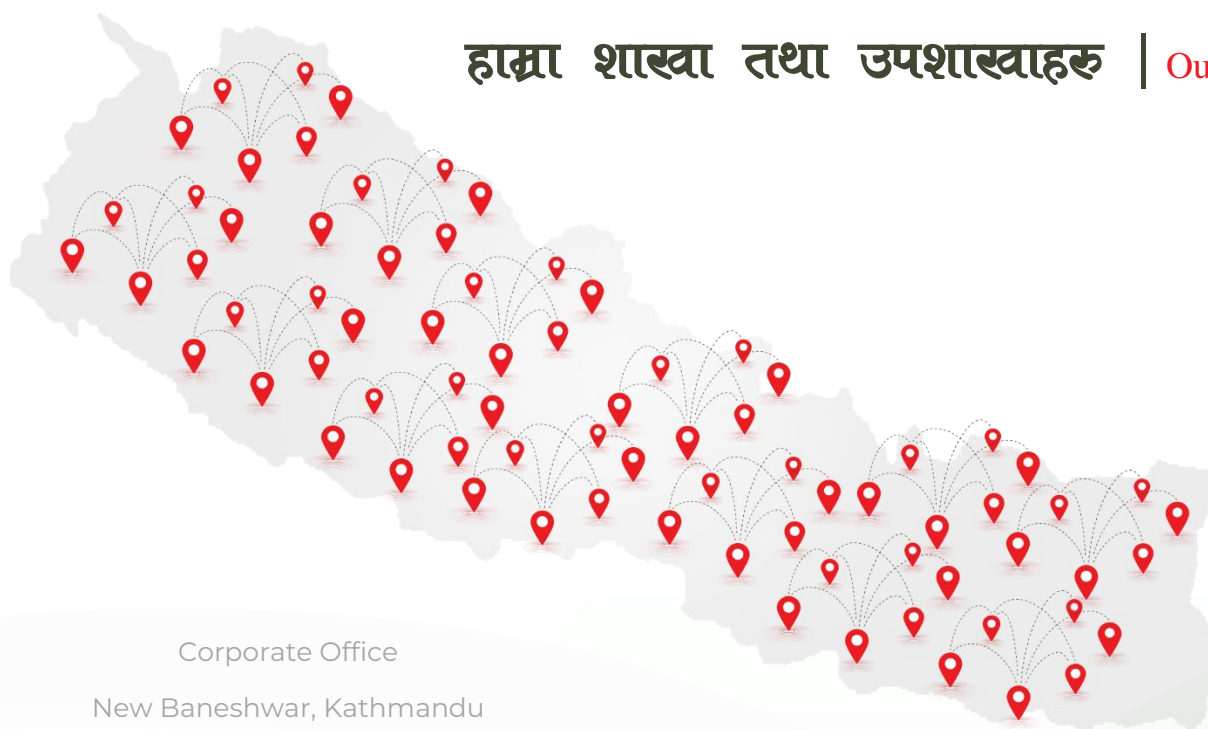 हाम्रा शाखा तथा उपशाखाहरु | Ou
Corporate Office
New Baneshwar, Kathmandu